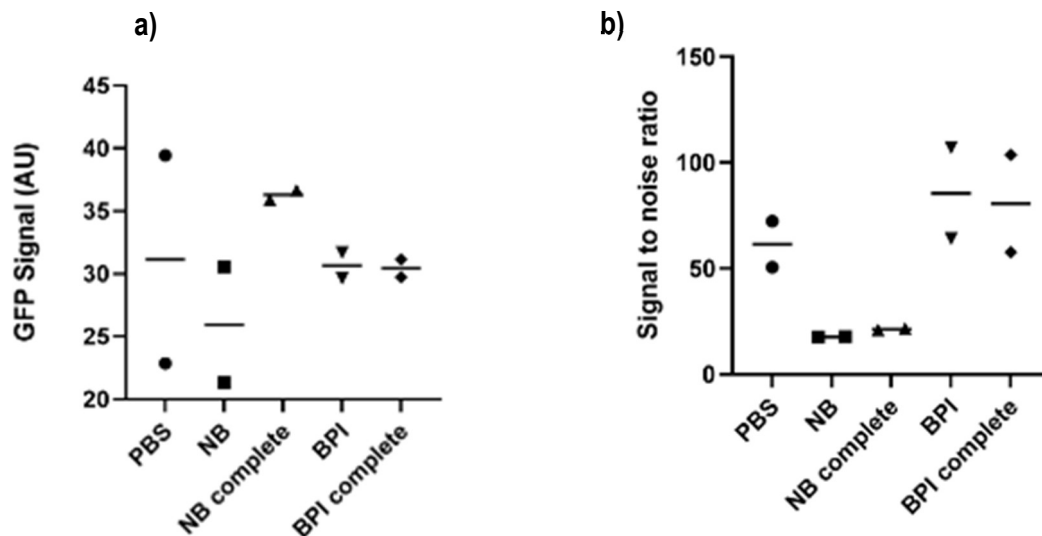 a)
GFP Signal (AU)
45
40
35
30
25
20
PBS
NB
NB complete
BPI
BPI complete
b)
Signal to noise ratio
150
100
50
0
PBS
NB
NB complete
BPI
BPI complete